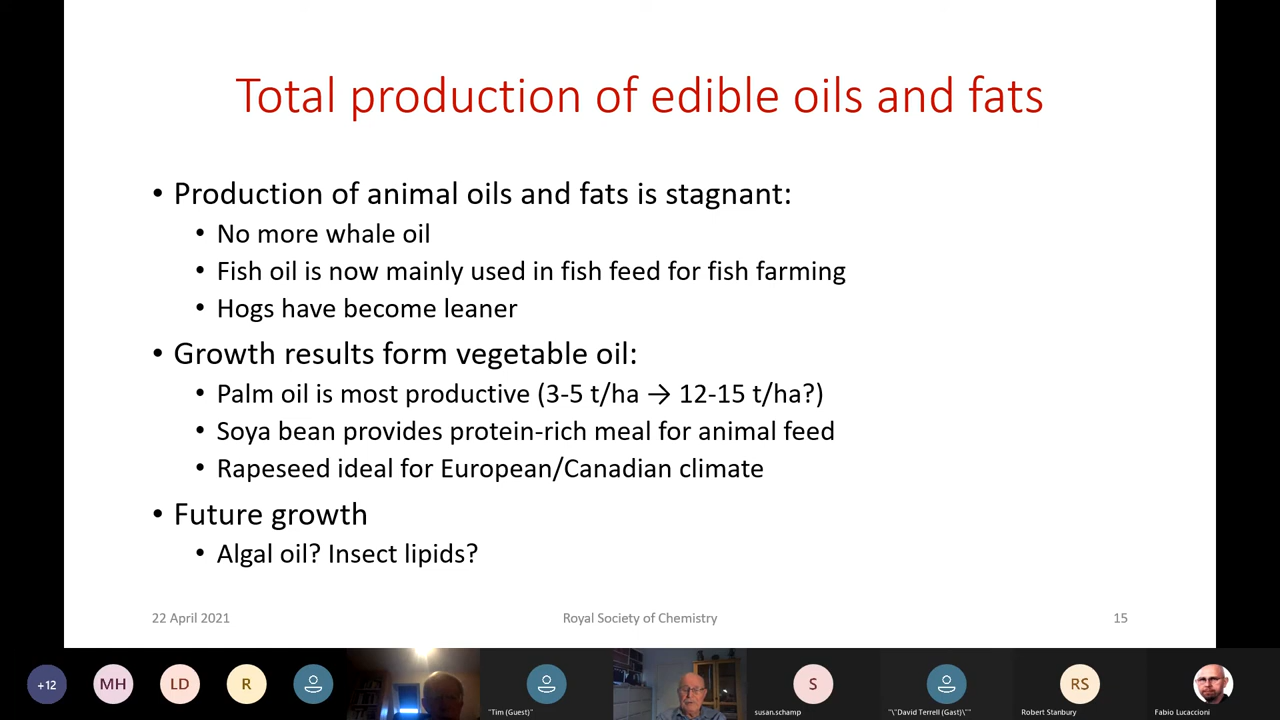 Total production of edible oils and fats
• Production of animal oils and fats is stagnant:
• No more whale oil
• Fish oil is now mainly used in fish feed for fish farming
• Hogs have become leaner
• Growth results form vegetable oil:
• Palm oil is most productive (3-5 t/ha → 12-15 t/ha?)
• Soya bean provides protein-rich meal for animal feed
• Rapeseed ideal for European/Canadian climate
• Future growth
• Algal oil? Insect lipids?
22 April 2021 Royal Society of Chemistry 15
+12 MH LD R S RS
"Tim (Guest)" susan.schamp "\"David Terrell (Gast)\"" Robert Stanbury Fabio Lucaccioni